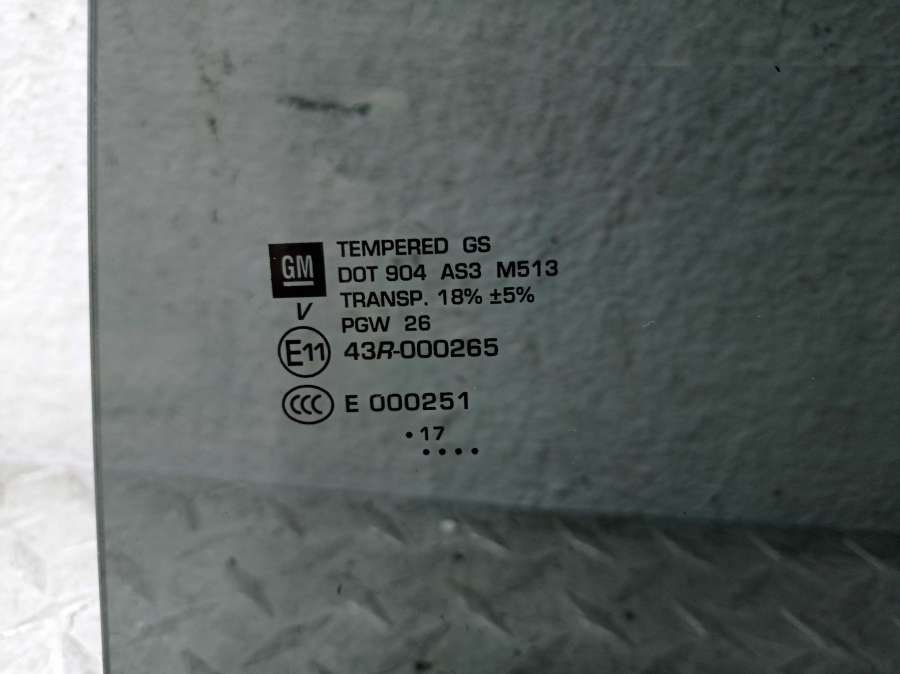 GM
TEMPERED GS
DOT 904 AS3 M513
TRANSP. 18% ±5%
V
PGW 26
E11 43R-000265
CCC E 000251
•17
••••